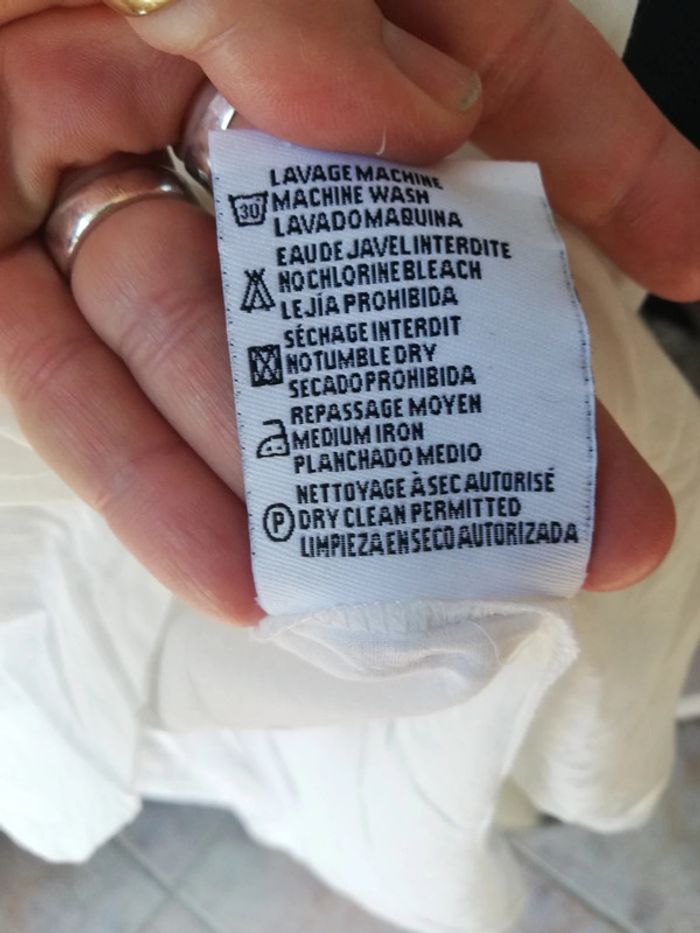 LAVAGE MACHINE
30 MACHINE WASH
LAVADO MAQUINA
EAU DE JAVEL INTERDITE
NO CHLORINE BLEACH
LEJÍA PROHIBIDA
SÉCHAGE INTERDIT
NO TUMBLE DRY
SECADO PROHIBIDA
REPASSAGE MOYEN
MEDIUM IRON
PLANCHADO MEDIO
NETTOYAGE À SEC AUTORISÉ
P DRY CLEAN PERMITTED
LIMPIEZA EN SECO AUTORIZADA